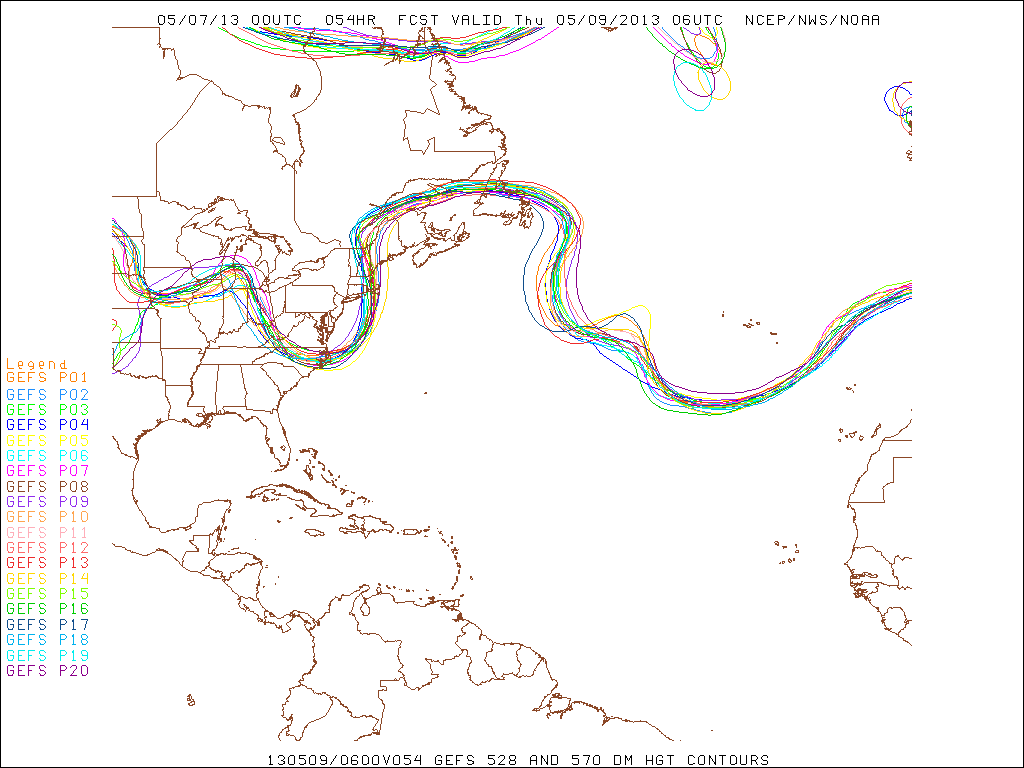 05/07/13 00UTC 054HR FCST VALID Thu 05/09/2013 06UTC NCEP/NWS/NOAA
Legend
GEFS P01
GEFS P02
GEFS P03
GEFS P04
GEFS P05
GEFS P06
GEFS P07
GEFS P08
GEFS P09
GEFS P10
GEFS P11
GEFS P12
GEFS P13
GEFS P14
GEFS P15
GEFS P16
GEFS P17
GEFS P18
GEFS P19
GEFS P20
130509/0600V054 GEFS 528 AND 570 DM HGT CONTOURS